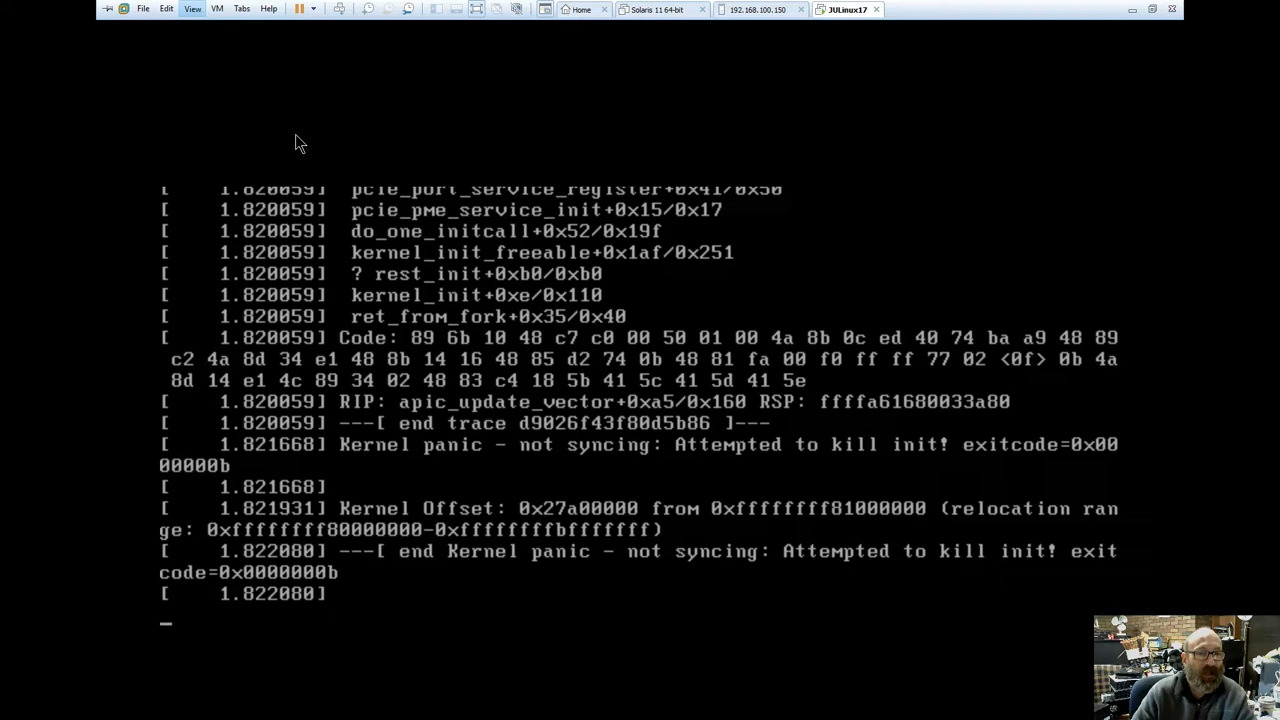 File Edit View VM Tabs Help Home Solaris 11 64-bit 192.168.100.150 JULinux17
[ 1.820059] pcie_port_service_register+0x41/0x50
[ 1.820059] pcie_pme_service_init+0x15/0x17
[ 1.820059] do_one_initcall+0x52/0x19f
[ 1.820059] kernel_init_freeable+0x1af/0x251
[ 1.820059] ? rest_init+0xb0/0xb0
[ 1.820059] kernel_init+0xe/0x110
[ 1.820059] ret_from_fork+0x35/0x40
[ 1.820059] Code: 89 6b 10 48 c7 c0 00 50 01 00 4a 8b 0c ed 40 74 ba a9 48 89
c2 4a 8d 34 e1 48 8b 14 16 48 85 d2 74 0b 48 81 fa 00 f0 ff ff 77 02 <0f> 0b 4a
8d 14 e1 4c 89 34 02 48 83 c4 18 5b 41 5c 41 5d 41 5e
[ 1.820059] RIP: apic_update_vector+0xa5/0x160 RSP: ffffa61680033a80
[ 1.820059] ---[ end trace d9026f43f80d5b86 ]---
[ 1.821668] Kernel panic - not syncing: Attempted to kill init! exitcode=0x00
00000b
[ 1.821668]
[ 1.821931] Kernel Offset: 0x27a00000 from 0xffffffff81000000 (relocation ran
ge: 0xffffffff80000000-0xffffffffbfffffff)
[ 1.822080] ---[ end Kernel panic - not syncing: Attempted to kill init! exit
code=0x0000000b
[ 1.822080]